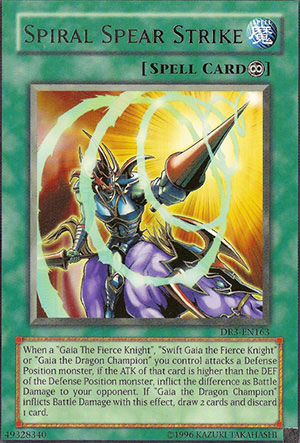 SPIRAL SPEAR STRIKE
魔
[SPELL CARD]
DR3-EN163
When a "Gaia The Fierce Knight", "Swift Gaia the Fierce Knight"
or "Gaia the Dragon Champion" you control attacks a Defense
Position monster, if the ATK of that card is higher than the DEF
of the Defense Position monster, inflict the difference as Battle
Damage to your opponent. If "Gaia the Dragon Champion"
inflicts Battle Damage with this effect, draw 2 cards and discard
1 card.
49328340
©1996 KAZUKI TAKAHASHI